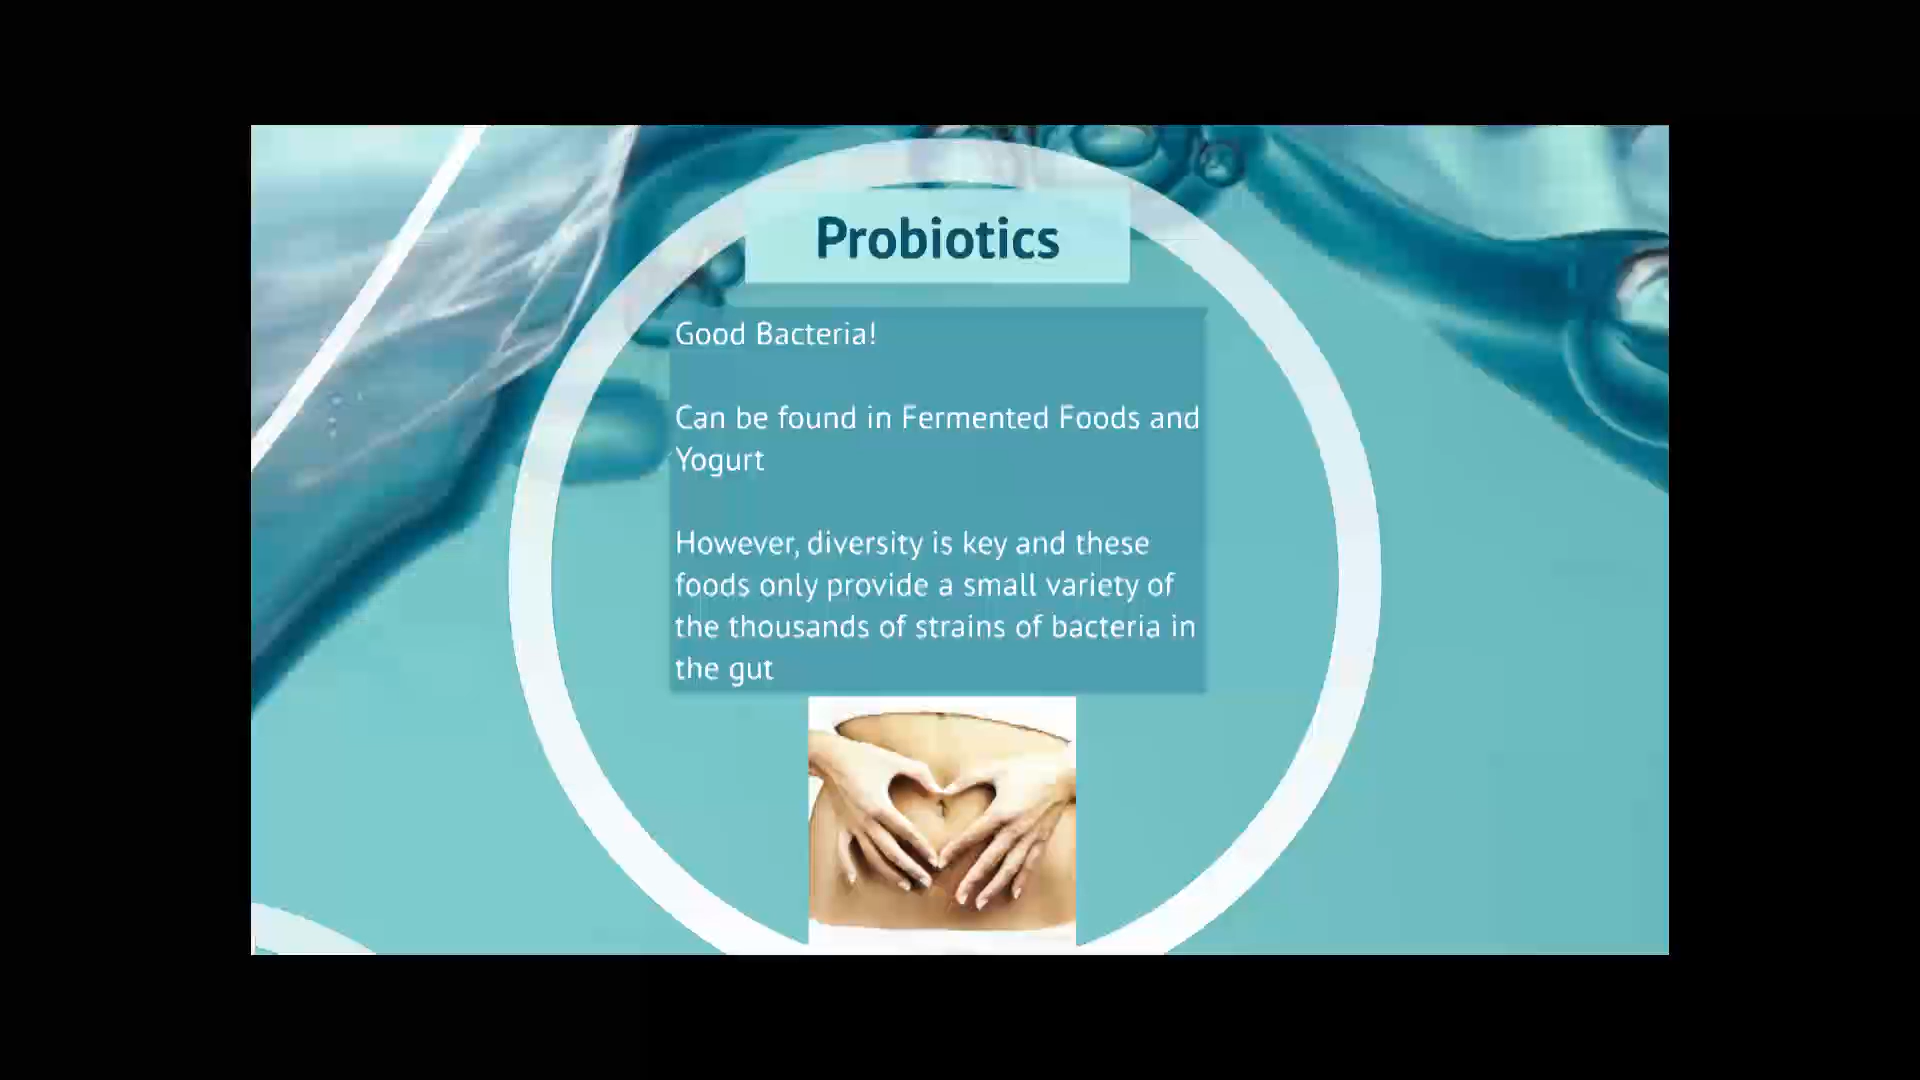 Probiotics
Good Bacteria!
Can be found in Fermented Foods and
Yogurt
However, diversity is key and these
foods only provide a small variety of
the thousands of strains of bacteria in
the gut